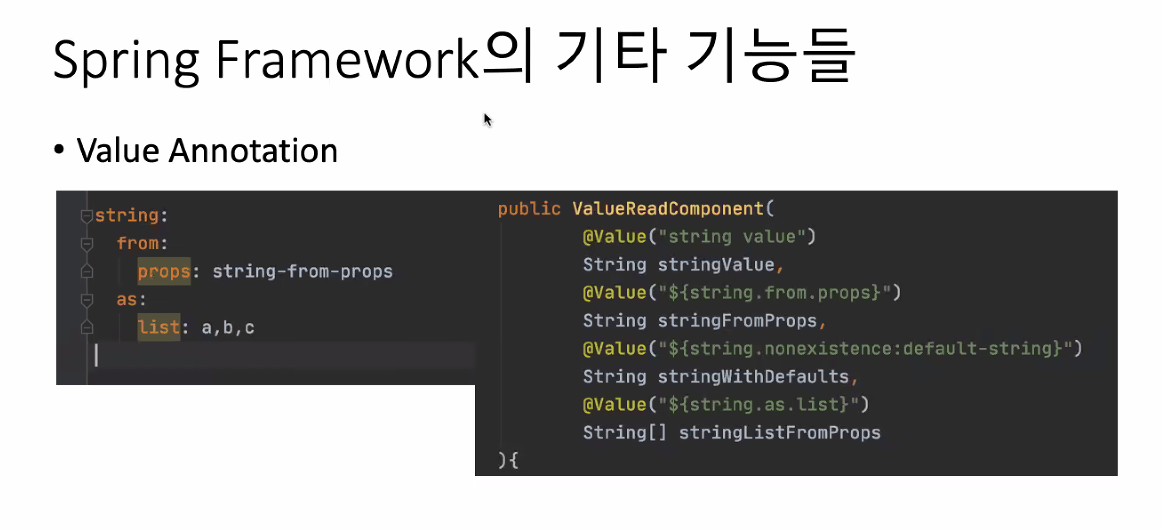 Spring Framework의 기타 기능들
• Value Annotation
string:
from:
props: string-from-props
as:
list: a,b,c
public ValueReadComponent(
@Value("string value")
String stringValue,
@Value("${string.from.props}")
String stringFromProps,
@Value("${string.nonexistence:default-string}")
String stringWithDefaults,
@Value("${string.as.list}")
String[] stringListFromProps
){